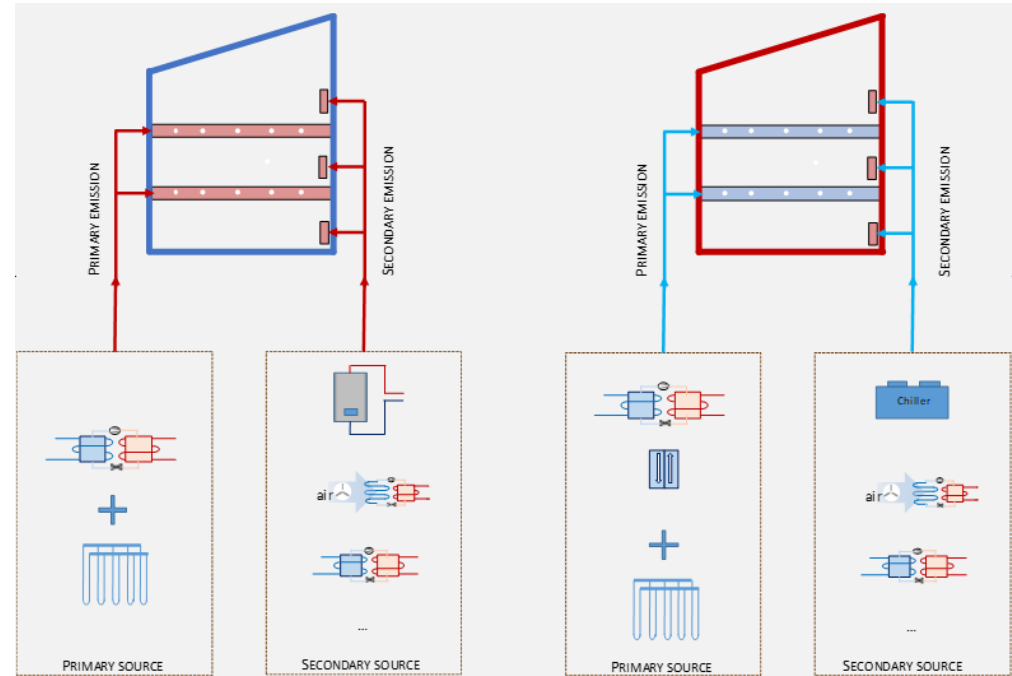 PRIMARY EMISSION
SECONDARY EMISSION
PRIMARY EMISSION
SECONDARY EMISSION
air
...
PRIMARY SOURCE
SECONDARY SOURCE
Chiller
air
...
PRIMARY SOURCE
SECONDARY SOURCE